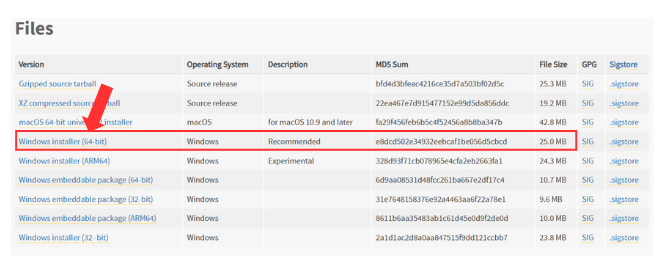 Files
Version Operating System Description MD5 Sum File Size GPG Sigstore
Gzipped source tarball Source release bfd4d3bfeac4216ce35d7a503bf02d5c 25.3 MB SIG .sigstore
XZ compressed source tarball Source release 22ea467e7d915477152e99d5da856ddc 19.2 MB SIG .sigstore
macOS 64-bit installer macOS for macOS 10.9 and later fa29f456feb6b5c4f52456a8b8ba347b 42.8 MB SIG .sigstore
Windows installer (64-bit) Windows Recommended e8dcd502e34932eebcaf1be056d5cbcd 25.0 MB SIG .sigstore
Windows installer (ARM64) Windows Experimental 328d93f71cb078965e4cfa2eb2663fa1 24.3 MB SIG .sigstore
Windows embeddable package (64-bit) Windows 6d9aa08531d48fcc261ba667e2df17c4 10.7 MB SIG .sigstore
Windows embeddable package (32-bit) Windows 31e7648158376e92a4463aa6f22a78e1 9.6 MB SIG .sigstore
Windows embeddable package (ARM64) Windows 8611b6aa35483ab1c61d45e0d9f2de0d 10.0 MB SIG .sigstore
Windows installer (32 -bit) Windows 2a1d1ac2d8a0aa847515f9dd121ccbb7 23.8 MB SIG .sigstore